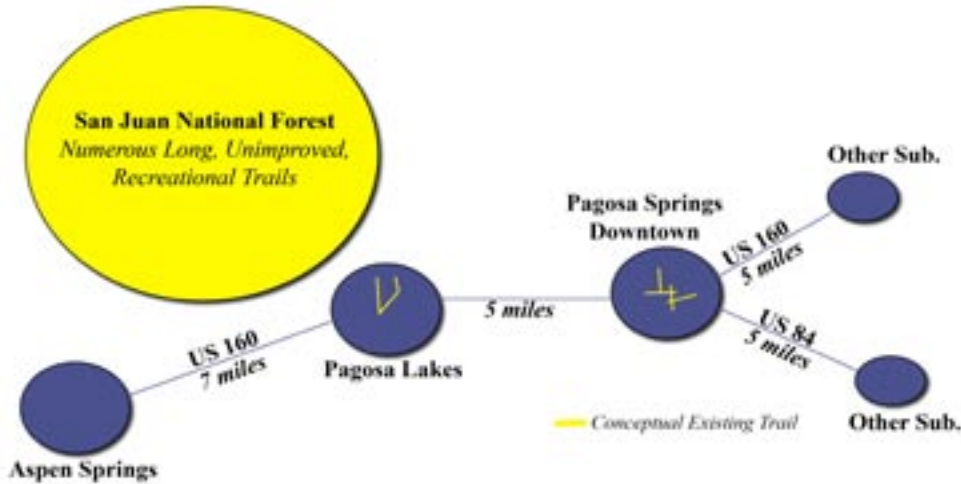 San Juan National Forest
Numerous Long, Unimproved,
Recreational Trails
Other Sub.
Pagosa Springs
Downtown
US 160
5 miles
5 miles
US 84
5 miles
US 160
7 miles
Pagosa Lakes
Conceptual Existing Trail
Other Sub.
Aspen Springs